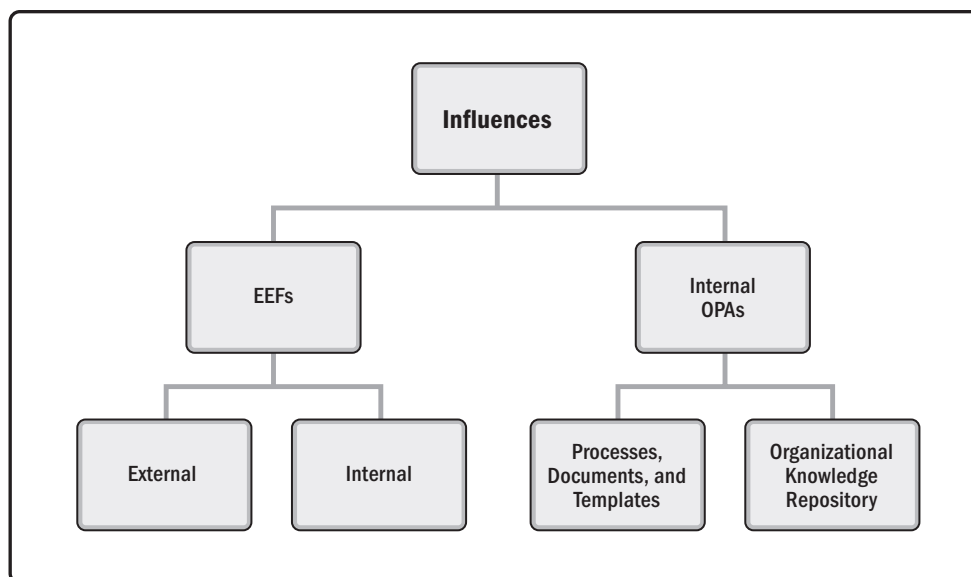 Influences
EEFs
Internal
OPAs
External
Internal
Processes,
Documents, and
Templates
Organizational
Knowledge
Repository